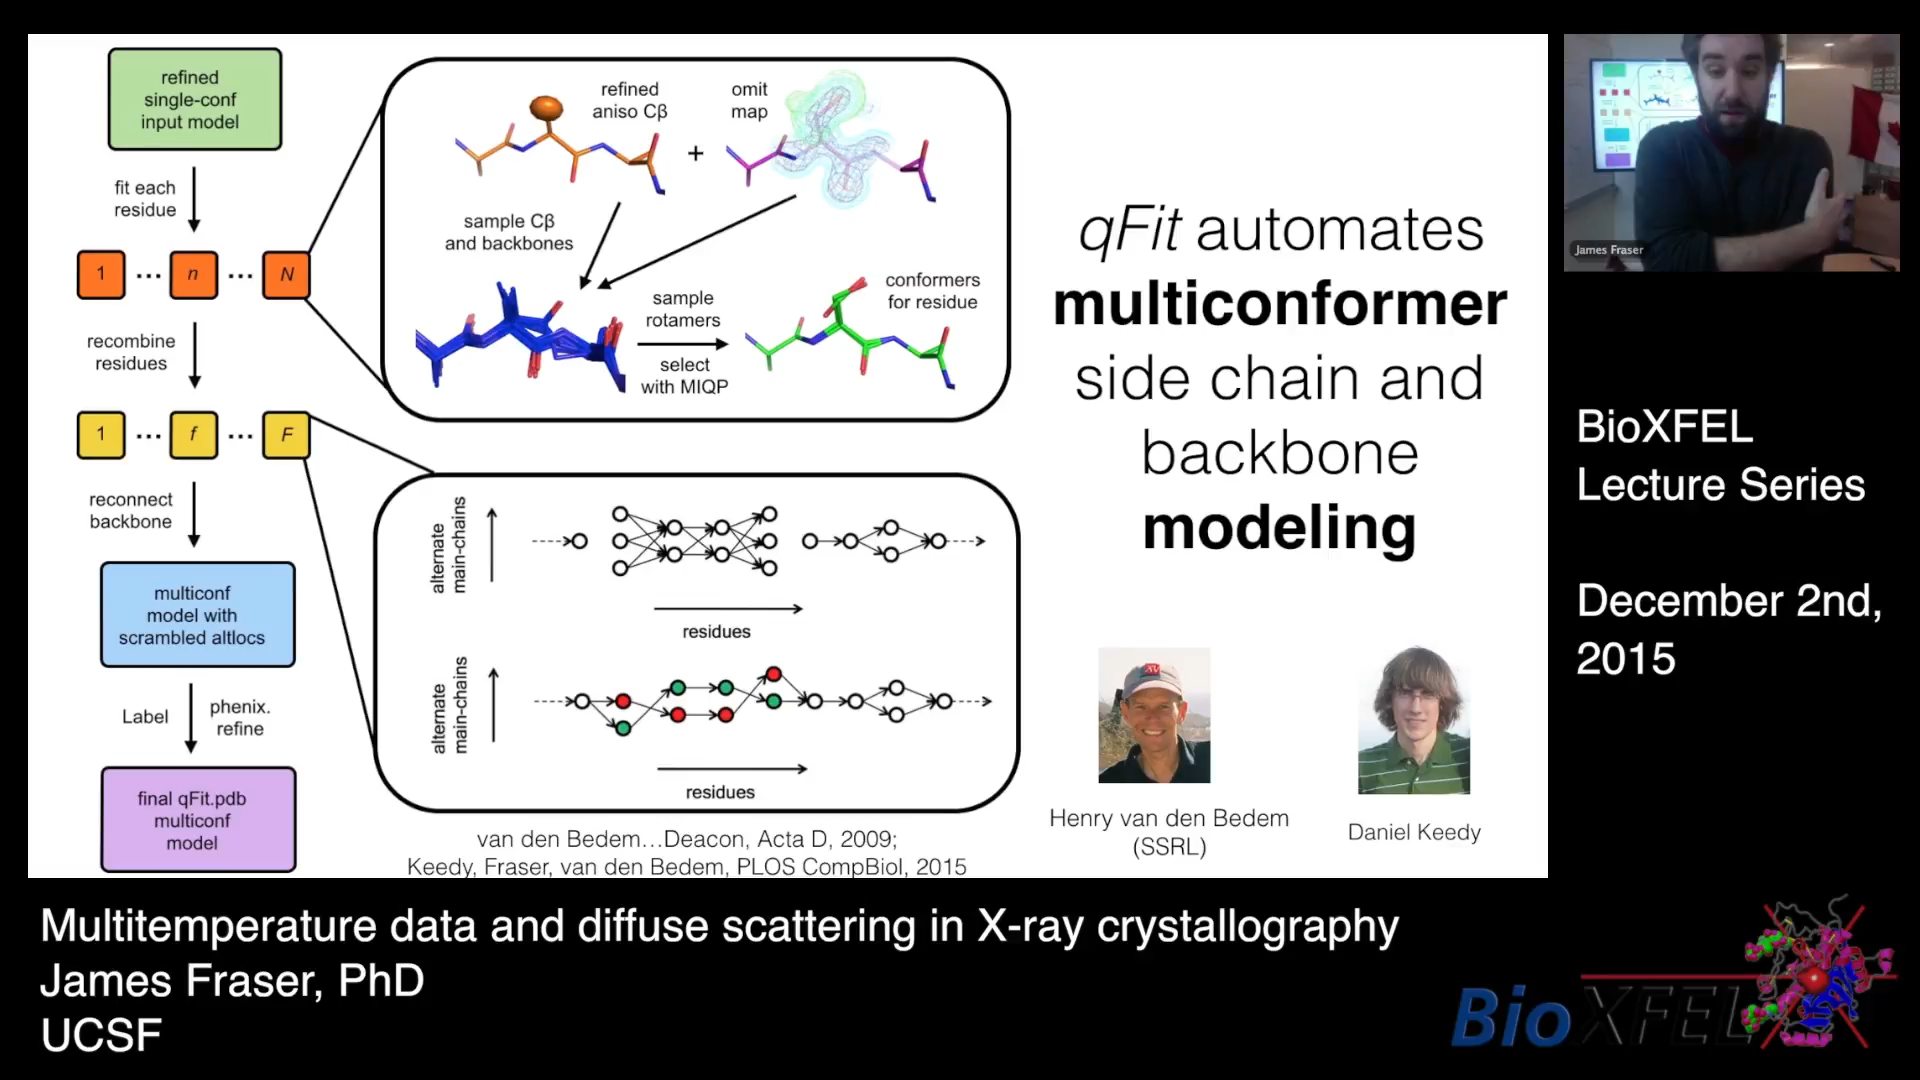 refined
single-conf
input model
fit each
residue
1 ... n ... N
recombine
residues
1 ... f ... F
reconnect
backbone
multiconf
model with
scrambled altlocs
Label
phenix.
refine
final qFit.pdb
multiconf
model
refined
aniso Cβ
+
omit
map
sample Cβ
and backbones
sample
rotamers
select
with MIQP
conformers
for residue
alternate
main-chains
residues
alternate
main-chains
residues
van den Bedem...Deacon, Acta D, 2009;
Keedy, Fraser, van den Bedem, PLOS CompBiol, 2015
qFit automates
multiconformer
side chain and
backbone
modeling
Henry van den Bedem
(SSRL)
Daniel Keedy
James Fraser
BioXFEL
Lecture Series
December 2nd,
2015
Multitemperature data and diffuse scattering in X-ray crystallography
James Fraser, PhD
UCSF
BioXFEL